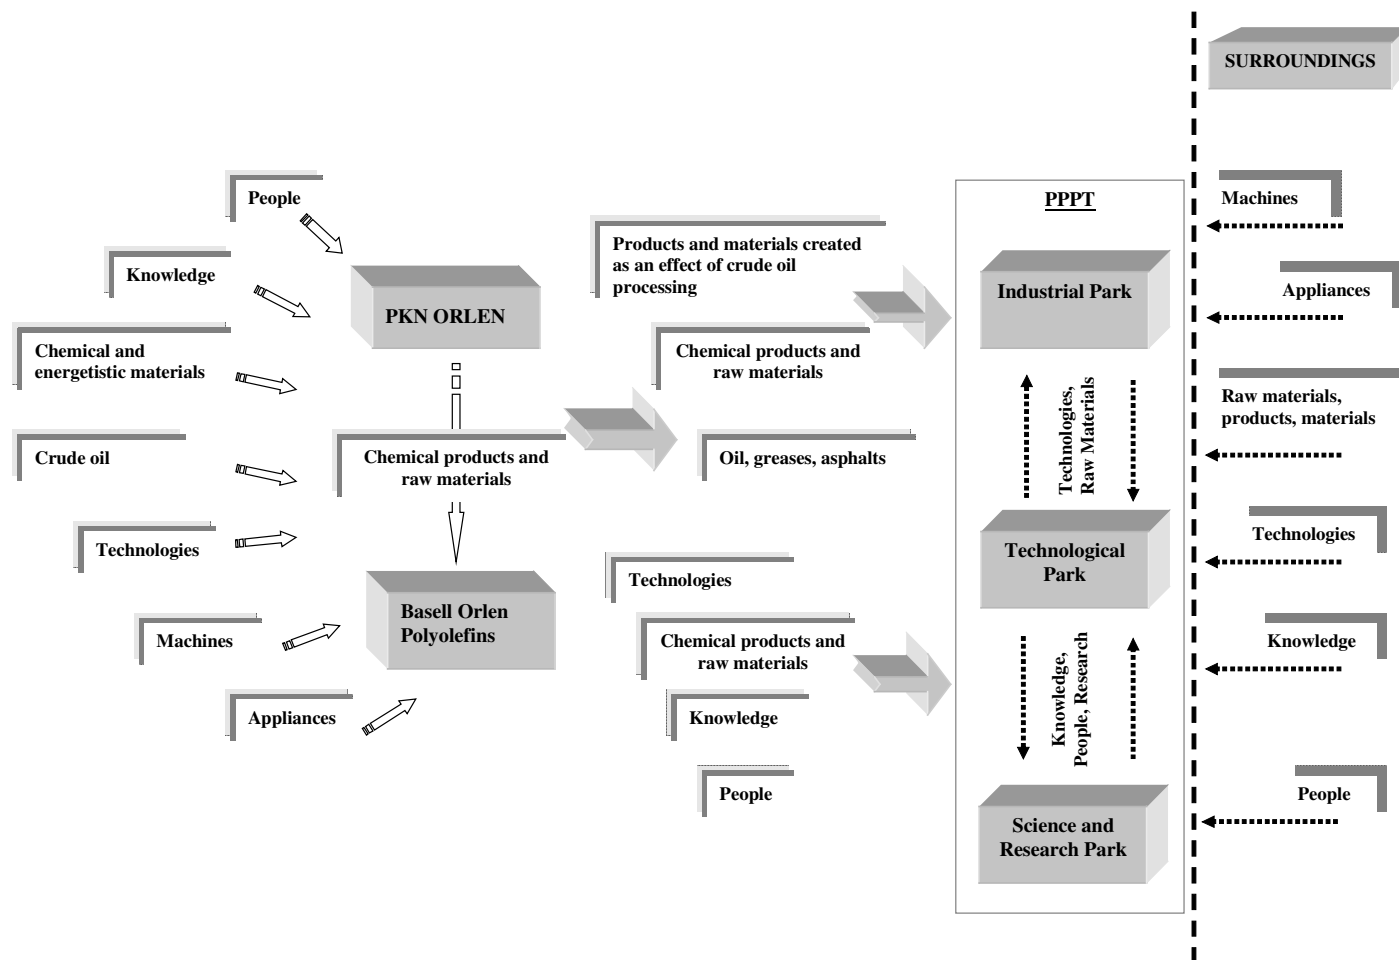 SURROUNDINGS
People
Knowledge
Chemical and
energetistic materials
Crude oil
Technologies
Machines
Appliances
PKN ORLEN
Chemical products and
raw materials
Basell Orlen
Polyolefins
Products and materials created
as an effect of crude oil
processing
Chemical products and
raw materials
Oil, greases, asphalts
Technologies
Chemical products and
raw materials
Knowledge
People
PPPT
Industrial Park
Technologies,
Raw Materials
Technological
Park
Knowledge,
People, Research
Science and
Research Park
Machines
Appliances
Raw materials,
products, materials
Technologies
Knowledge
People